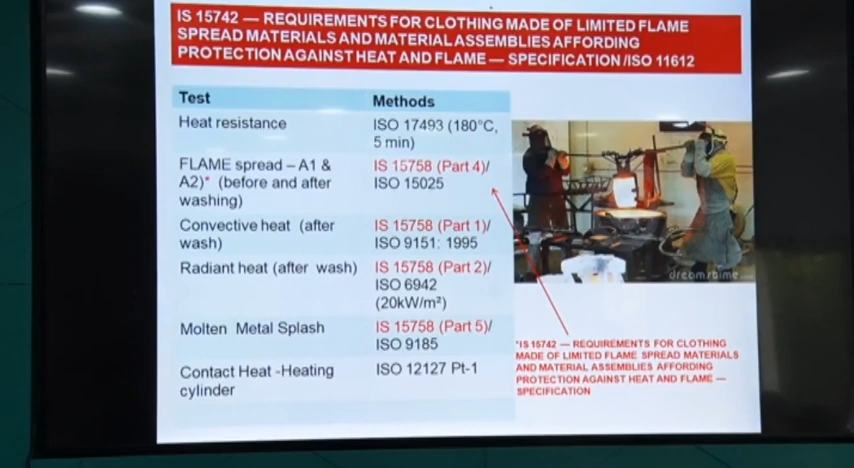 IS 15742 — REQUIREMENTS FOR CLOTHING MADE OF LIMITED FLAME
SPREAD MATERIALS AND MATERIAL ASSEMBLIES AFFORDING
PROTECTION AGAINST HEAT AND FLAME — SPECIFICATION /ISO 11612
Test Methods
Heat resistance ISO 17493 (180°C,
5 min)
FLAME spread – A1 & IS 15758 (Part 4)/
A2)* (before and after ISO 15025
washing)
Convective heat (after IS 15758 (Part 1)/
wash) ISO 9151: 1995
Radiant heat (after wash) IS 15758 (Part 2)/
ISO 6942
(20kW/m²)
Molten Metal Splash IS 15758 (Part 5)/
ISO 9185
Contact Heat -Heating ISO 12127 Pt-1
cylinder
dreamstime
*IS 15742 — REQUIREMENTS FOR CLOTHING
MADE OF LIMITED FLAME SPREAD MATERIALS
AND MATERIAL ASSEMBLIES AFFORDING
PROTECTION AGAINST HEAT AND FLAME —
SPECIFICATION